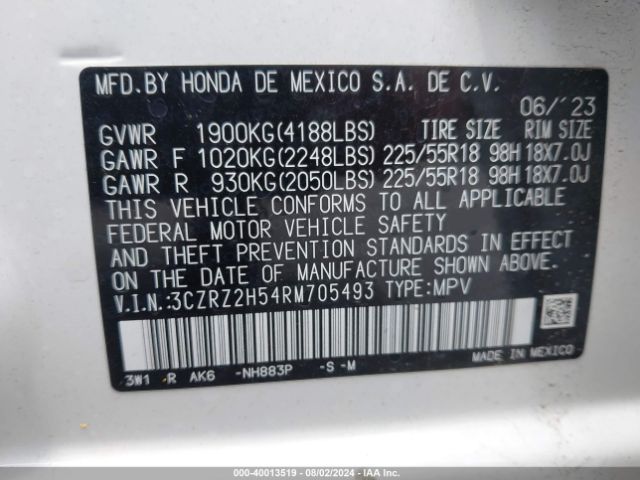 MFD.BY HONDA DE MEXICO S.A. DE C.V.
06/'23
GVWR 1900KG(4188LBS) TIRE SIZE RIM SIZE
GAWR F 1020KG(2248LBS) 225/55R18 98H 18X7.0J
GAWR R 930KG(2050LBS) 225/55R18 98H 18X7.0J
THIS VEHICLE CONFORMS TO ALL APPLICABLE
FEDERAL MOTOR VEHICLE SAFETY
AND THEFT PREVENTION STANDARDS IN EFFECT
ON THE DATE OF MANUFACTURE SHOWN ABOVE.
V.I.N.:3CZRZ2H54RM705493 TYPE:MPV
3W1 R AK6 -NH883P -S -M
MADE IN MEXICO
000-40013519 - 08/02/2024 - IAAI.com